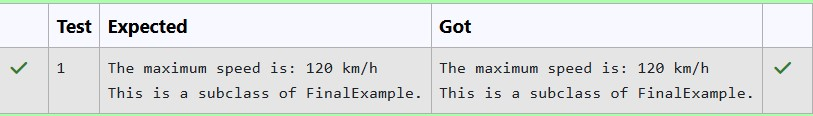 Test Expected Got
1 The maximum speed is: 120 km/h The maximum speed is: 120 km/h
This is a subclass of FinalExample. This is a subclass of FinalExample.